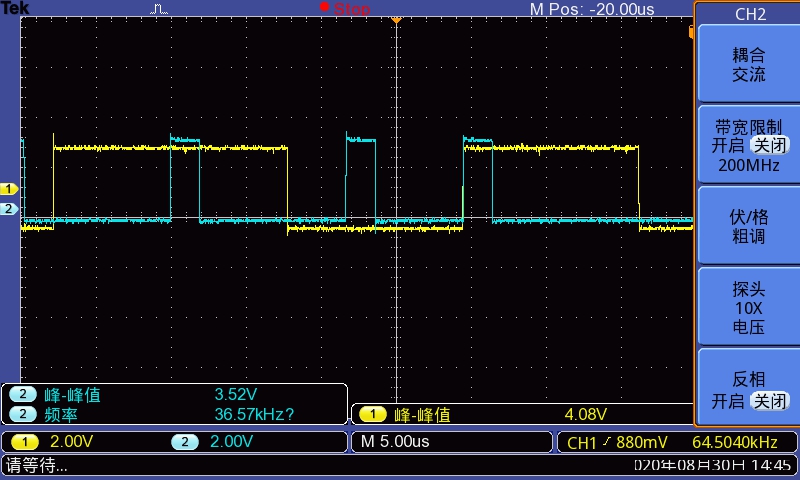 Tek
Stop
M Pos: -20.00us
CH2
耦合
交流
带宽限制
开启 关闭
200MHz
伏/格
粗调
探头
10X
电压
反相
开启 关闭
1
2
2 峰-峰值 3.52V
2 频率 36.57kHz?
1 峰-峰值 4.08V
1 2.00V 2 2.00V M 5.00us CH1 880mV 64.5040kHz
请等待... 020年08月30日 14:45